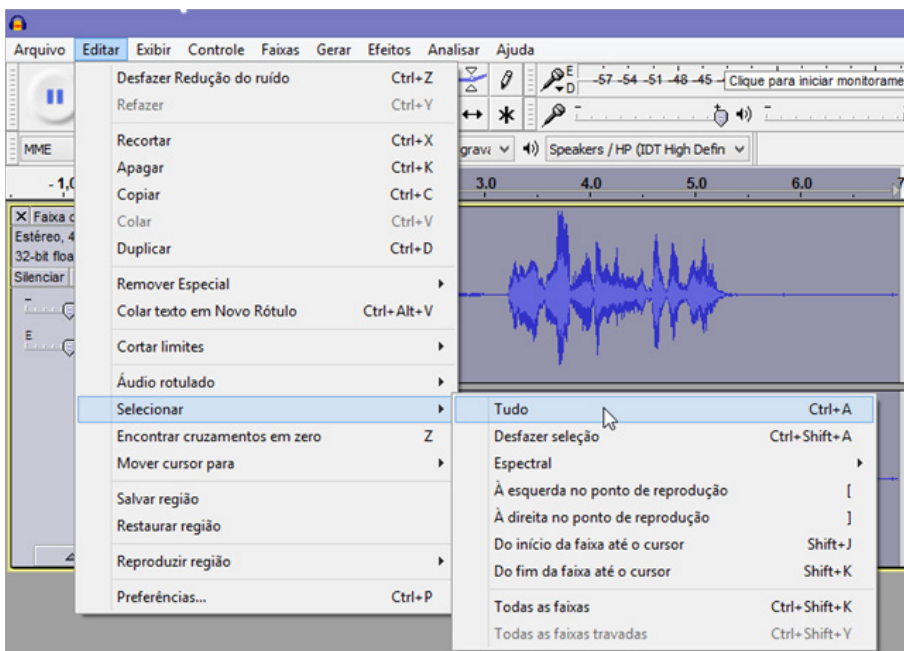 Arquivo Editar Exibir Controle Faixas Gerar Efeitos Analisar Ajuda
Desfazer Redução do ruído Ctrl+Z
Refazer Ctrl+Y
Recortar Ctrl+X
Apagar Ctrl+K
Copiar Ctrl+C
Colar Ctrl+V
Duplicar Ctrl+D
Remover Especial
Colar texto em Novo Rótulo Ctrl+Alt+V
Cortar limites
Áudio rotulado
Selecionar
Encontrar cruzamentos em zero Z
Mover cursor para
Salvar região
Restaurar região
Reproduzir região
Preferências... Ctrl+P
Tudo Ctrl+A
Desfazer seleção Ctrl+Shift+A
Espectral
À esquerda no ponto de reprodução [
À direita no ponto de reprodução ]
Do início da faixa até o cursor Shift+J
Do fim da faixa até o cursor Shift+K
Todas as faixas Ctrl+Shift+K
Todas as faixas travadas Ctrl+Shift+Y
E
D
-57 -54 -51 -48 -45 Clique para iniciar monitorame
MME
grava Speakers / HP (IDT High Defin
- 1,0 3.0 4.0 5.0 6.0 7
X Faixa
Estéreo, 4
32-bit floa
Silenciar
E